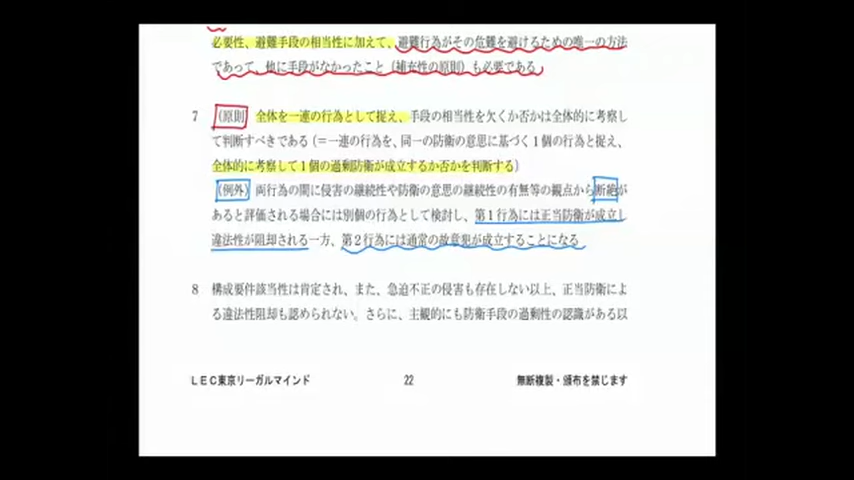 必要性、避難手段の相当性に加えて、避難行為がその危難を避けるための唯一の方法
であって、他に手段がなかったこと（補充性の原則）も必要である
7 （原則） 全体を一連の行為として捉え、手段の相当性を欠くか否かは全体的に考察し
て判断すべきである（＝一連の行為を、同一の防衛の意思に基づく１個の行為と捉え、
全体的に考察して１個の過剰防衛が成立するか否かを判断する）
（例外） 両行為の間に侵害の継続性や防衛の意思の継続性の有無等の観点から断絶が
あると評価される場合には別個の行為として検討し、第１行為には正当防衛が成立し
違法性が阻却される一方、第２行為には通常の故意犯が成立することになる
8 構成要件該当性は肯定され、また、急迫不正の侵害も存在しない以上、正当防衛によ
る違法性阻却も認められない。さらに、主観的にも防衛手段の過剰性の認識がある以
ＬＥＣ東京リーガルマインド 22 無断複製・頒布を禁じます